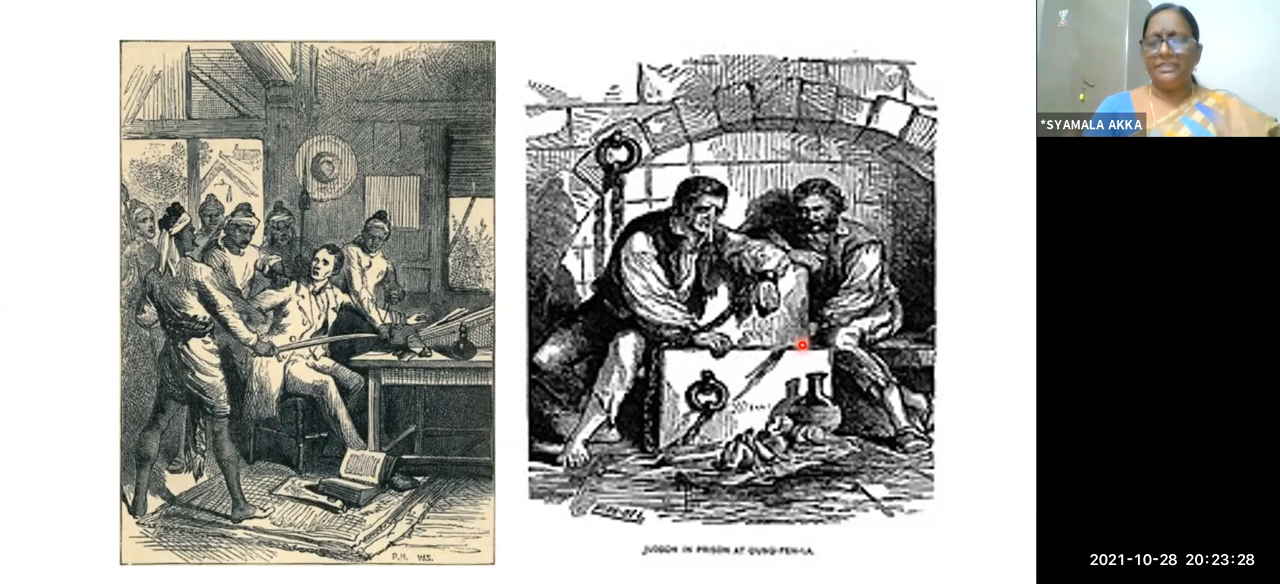 *SYAMALA AKKA
P.H. W.S.
JUDSON IN PRISON AT OUNG-PEN-LA.
2021-10-28 20:23:28